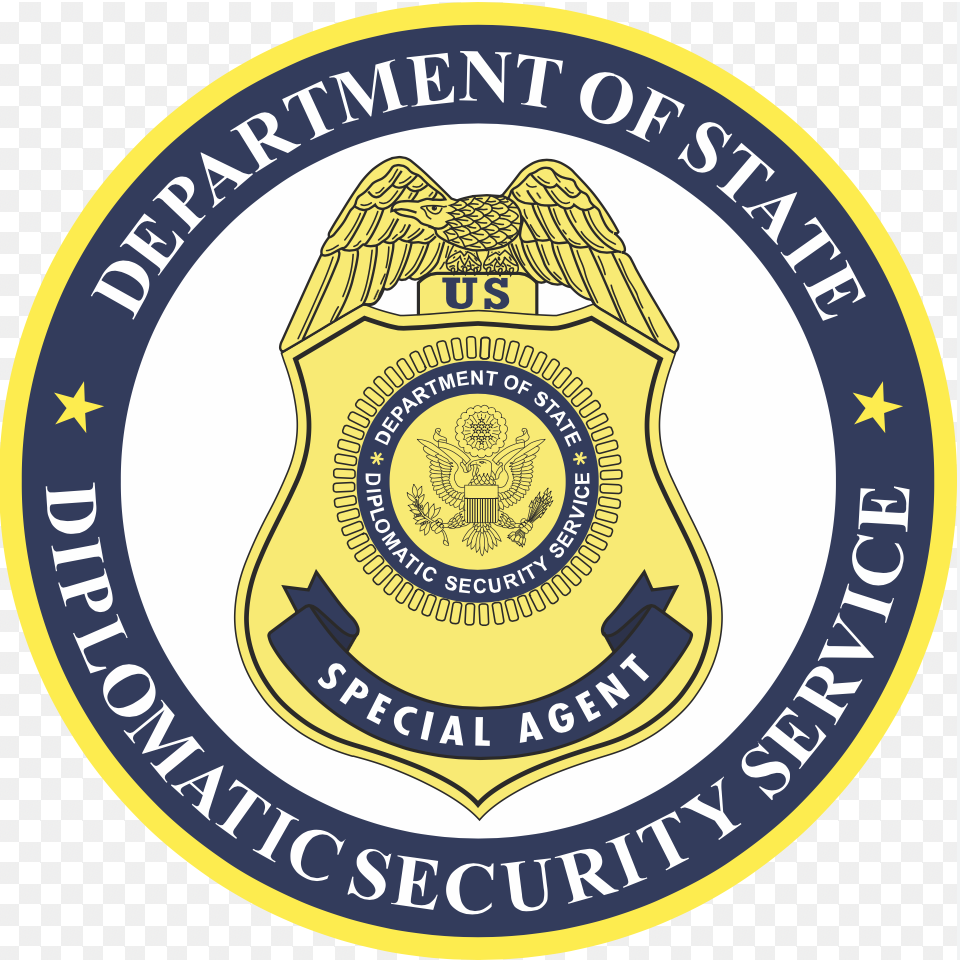 DEPARTMENT OF STATE
DIPLOMATIC SECURITY SERVICE
US
DEPARTMENT OF STATE
DIPLOMATIC SECURITY SERVICE
SPECIAL AGENT